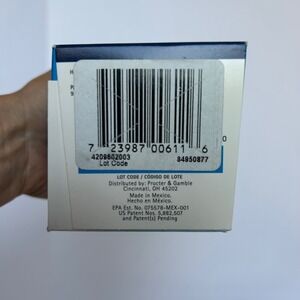 7 23987 00611 6
4209602003 84950877
Lot Code
LOT CODE / CÓDIGO DE LOTE
Distributed by: Procter & Gamble
Cincinnati, OH 45202
Made in Mexico.
Hecho en México.
EPA Est. No. 075578-MEX-001
US Patent Nos. 5,882,507
and Patent(s) Pending